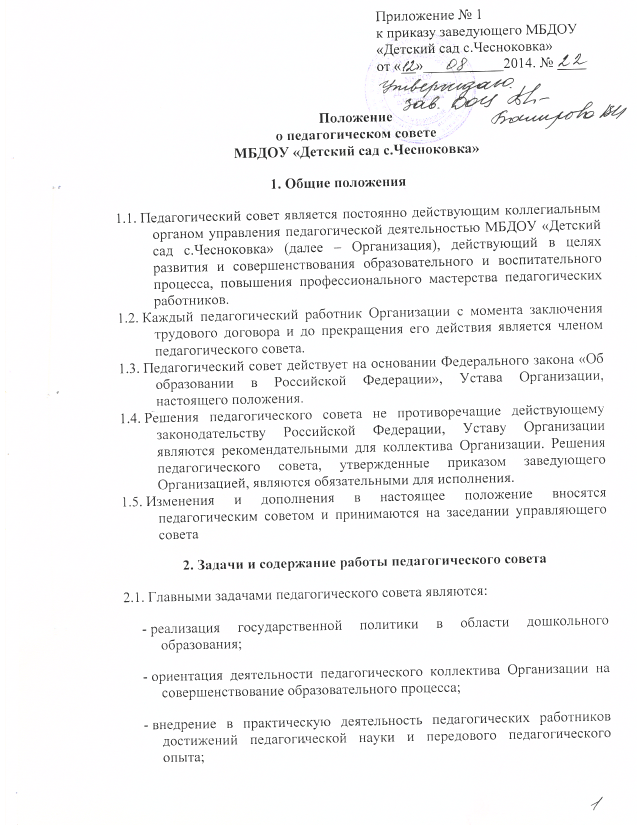 Приложение № 1
к приказу заведующего МБДОУ
«Детский сад с.Чесноковка»
от «12» 08 2014. № 22
Утверждаю.
зав. ДОУ
Положение
о педагогическом совете
МБДОУ «Детский сад с.Чесноковка»
1. Общие положения
1.1. Педагогический совет является постоянно действующим коллегиальным
органом управления педагогической деятельностью МБДОУ «Детский
сад с.Чесноковка» (далее – Организация), действующий в целях
развития и совершенствования образовательного и воспитательного
процесса, повышения профессионального мастерства педагогических
работников.
1.2. Каждый педагогический работник Организации с момента заключения
трудового договора и до прекращения его действия является членом
педагогического совета.
1.3. Педагогический совет действует на основании Федерального закона «Об
образовании в Российской Федерации», Устава Организации,
настоящего положения.
1.4. Решения педагогического совета не противоречащие действующему
законодательству Российской Федерации, Уставу Организации
являются рекомендательными для коллектива Организации. Решения
педагогического совета, утвержденные приказом заведующего
Организацией, являются обязательными для исполнения.
1.5. Изменения и дополнения в настоящее положение вносятся
педагогическим советом и принимаются на заседании управляющего
совета
2. Задачи и содержание работы педагогического совета
2.1. Главными задачами педагогического совета являются:
- реализация государственной политики в области дошкольного
образования;
- ориентация деятельности педагогического коллектива Организации на
совершенствование образовательного процесса;
- внедрение в практическую деятельность педагогических работников
достижений педагогической науки и передового педагогического
опыта;
1